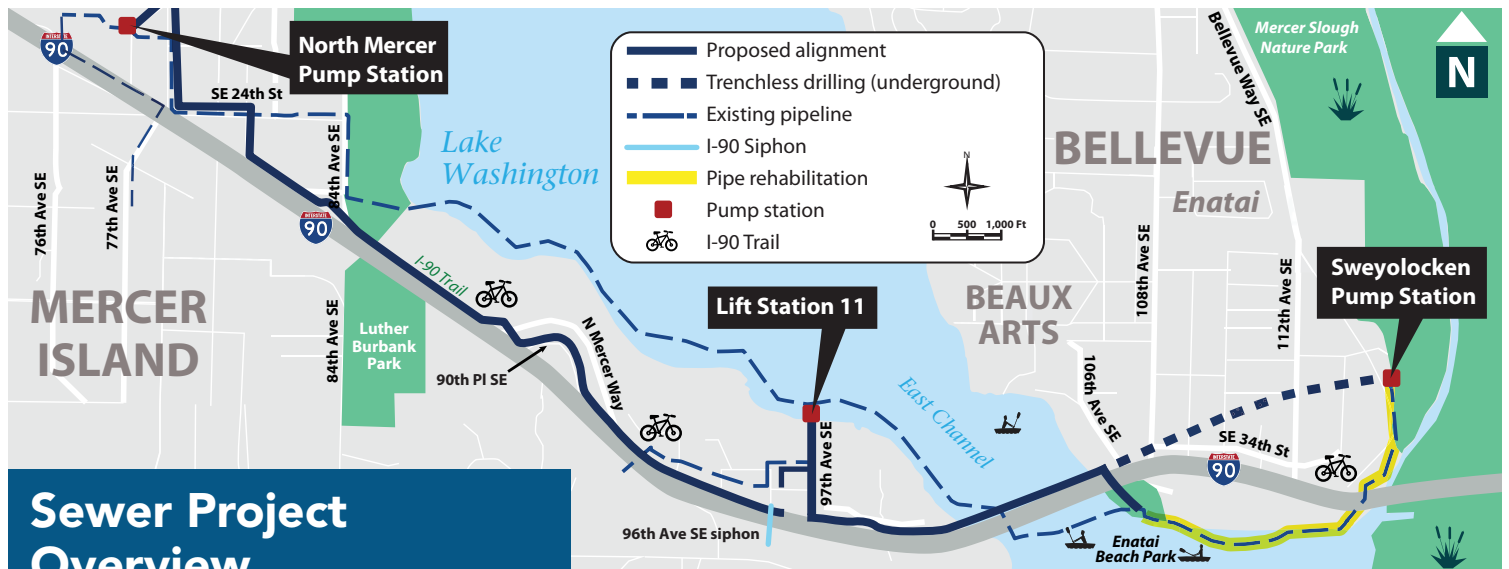 INTERSTATE
90
North Mercer
Pump Station
SE 24th St
76th Ave SE
77th Ave SE
84th Ave SE
INTERSTATE
90
MERCER
ISLAND
84th Ave SE
Luther
Burbank
Park
I-90 Trail
90th Pl SE
N Mercer Way
Lake
Washington
Proposed alignment
Trenchless drilling (underground)
Existing pipeline
I-90 Siphon
Pipe rehabilitation
Pump station
I-90 Trail
N
0 500 1,000 Ft
Lift Station 11
97th Ave SE
96th Ave SE siphon
East Channel
BEAUX
ARTS
106th Ave SE
108th Ave SE
BELLEVUE
Enatai
Bellevue Way SE
Mercer Slough
Nature Park
N
112th Ave SE
Sweyolocken
Pump Station
SE 34th St
INTERSTATE
90
Enatai
Beach Park
Sewer Project
Overview